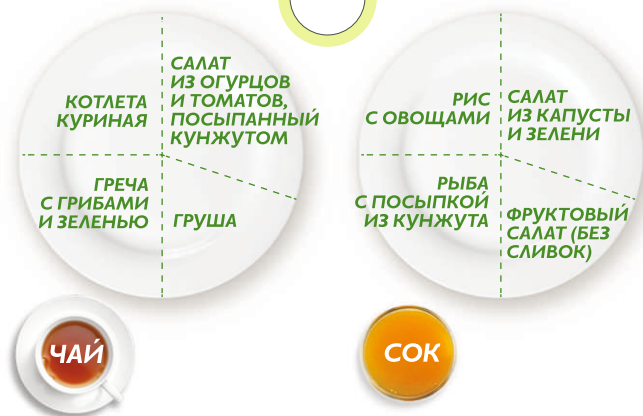 КОТЛЕТА
КУРИНАЯ
САЛАТ
ИЗ ОГУРЦОВ
И ТОМАТОВ,
ПОСЫПАННЫЙ
КУНЖУТОМ
ГРЕЧА
С ГРИБАМИ
И ЗЕЛЕНЬЮ
ГРУША
ЧАЙ
РИС
С ОВОЩАМИ
САЛАТ
ИЗ КАПУСТЫ
И ЗЕЛЕНИ
РЫБА
С ПОСЫПКОЙ
ИЗ КУНЖУТА
ФРУКТОВЫЙ
САЛАТ (БЕЗ
СЛИВОК)
СОК